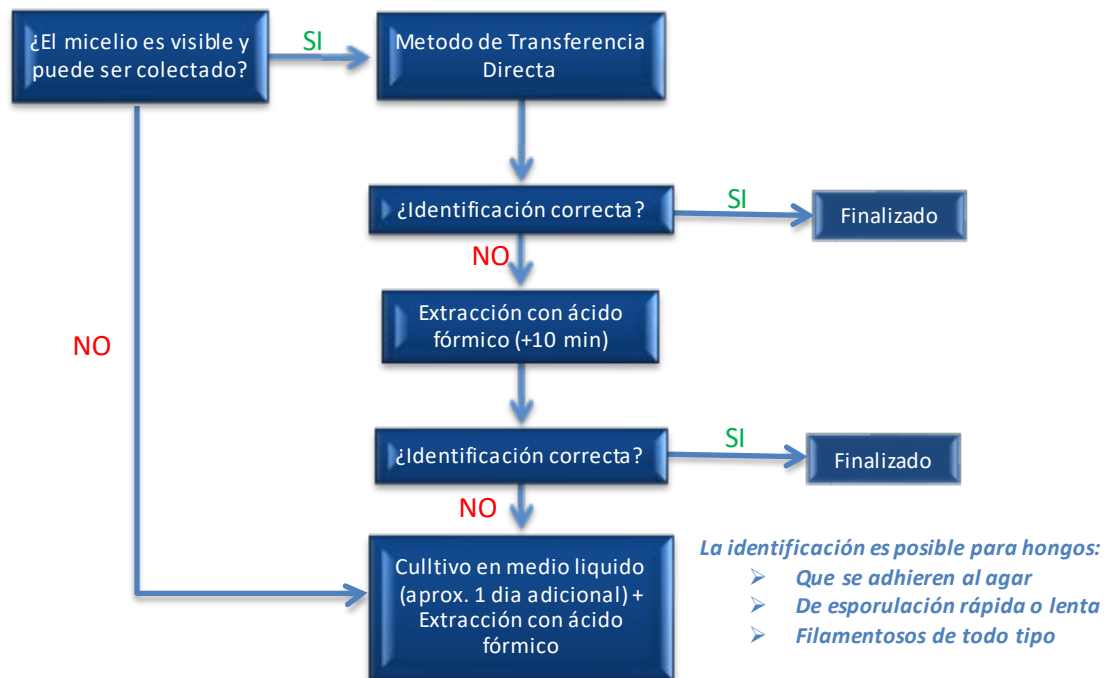 ¿El micelio es visible y
puede ser colectado?
SI
Metodo de Transferencia
Directa
¿Identificación correcta?
SI
Finalizado
NO
Extracción con ácido
fórmico (+10 min)
NO
¿Identificación correcta?
SI
Finalizado
NO
Culltivo en medio liquido
(aprox. 1 dia adicional) +
Extracción con ácido
fórmico
La identificación es posible para hongos:
➢ Que se adhieren al agar
➢ De esporulación rápida o lenta
➢ Filamentosos de todo tipo